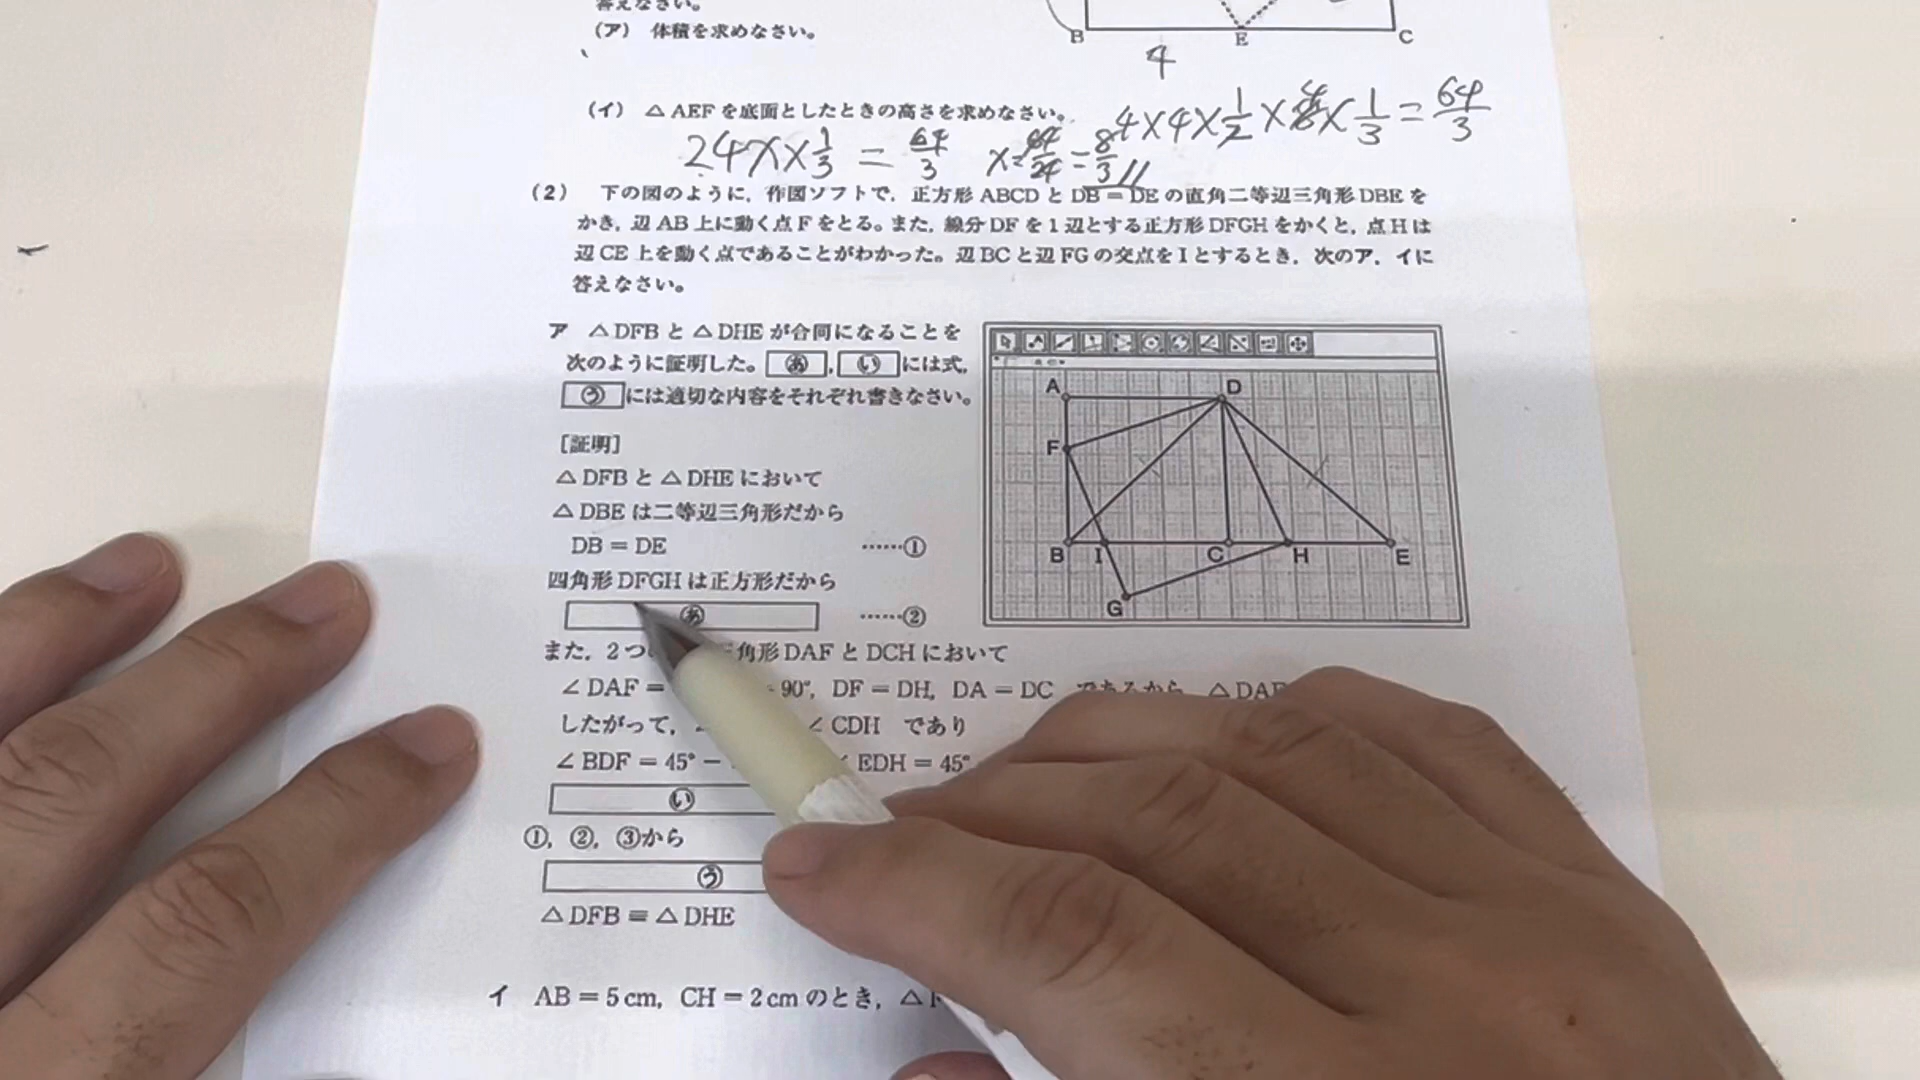 答えなさい。
(ア) 体積を求めなさい。
B E C
4
(イ) △AEFを底面としたときの高さを求めなさい。
4×4×1/2×4×1/3=64/3
24x×1/3=64/3 x=64/24=8/3
(2) 下の図のように，作図ソフトで，正方形ABCDとDB＝DEの直角二等辺三角形DBEを
かき，辺AB上に動く点Fをとる。また，線分DFを1辺とする正方形DFGHをかくと，点Hは
辺CE上を動く点であることがわかった。辺BCと辺FGの交点をIとするとき，次のア，イに
答えなさい。
ア △DFBと△DHEが合同になることを
次のように証明した。 あ ， い には式，
う には適切な内容をそれぞれ書きなさい。
[証明]
△DFBと△DHEにおいて
△DBEは二等辺三角形だから
DB＝DE ……①
四角形DFGHは正方形だから
あ ……②
また，2つ 角形DAFとDCHにおいて
∠DAF＝ 90°，DF＝DH，DA＝DC であるから，△DAF
したがって， ∠CDH であり
∠BDF＝45°− EDH＝45°
い
①，②，③から
う
△DFB≡△DHE
イ AB＝5cm，CH＝2cmのとき，△
A D
F
B I C H E
G